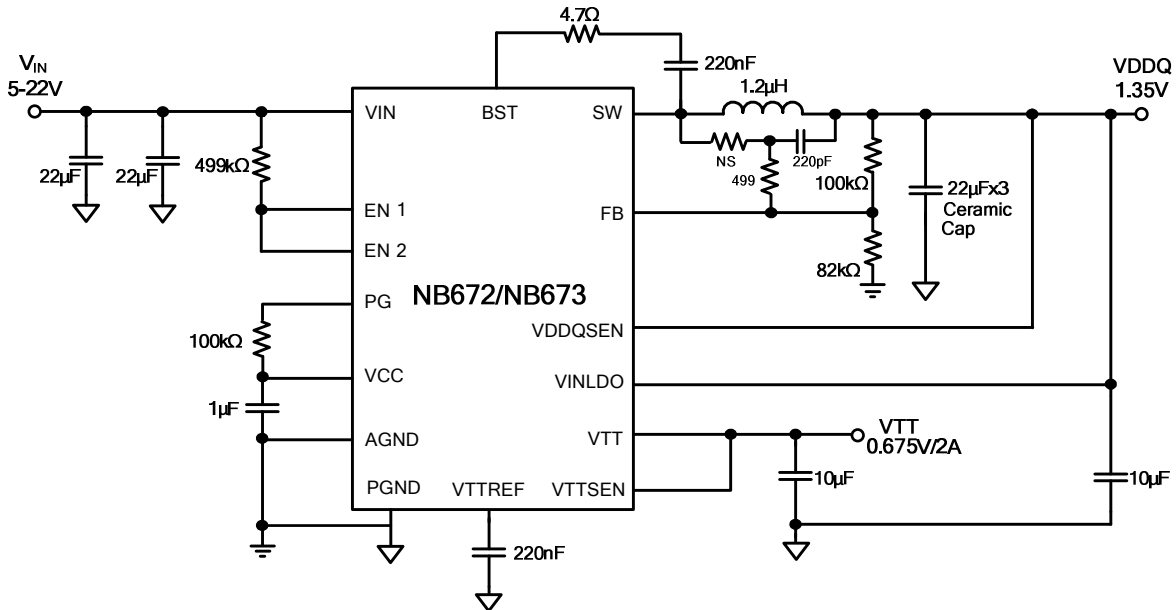 4.7Ω
VIN
5-22V
220nF
1.2µH
VDDQ
1.35V
VIN
BST
SW
22µF
22µF
499kΩ
NS
220pF
499
100kΩ
22µFx3
Ceramic
Cap
EN 1
FB
EN 2
82kΩ
NB672/NB673
PG
VDDQSEN
100kΩ
VCC
VINLDO
1µF
AGND
VTT
VTT
0.675V/2A
PGND
VTTREF
VTTSEN
10µF
10µF
220nF